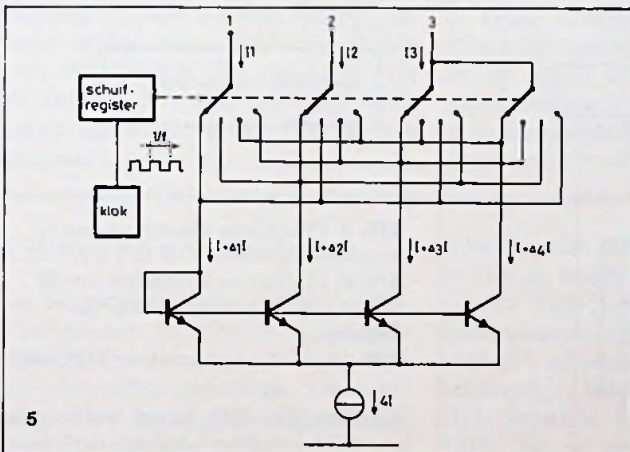 1 2 3
I1 I2 I3
schuif-
register
1/f
klok
I+Δ1I I+Δ2I I+Δ3I I+Δ4I
4I
5